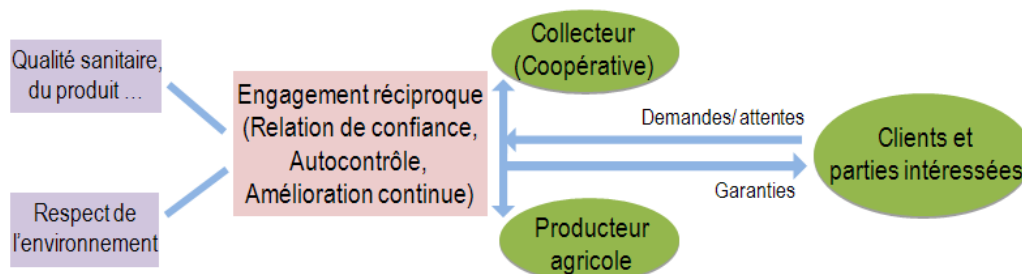 Qualité sanitaire,
du produit ...
Respect de
l'environnement
Engagement réciproque
(Relation de confiance,
Autocontrôle,
Amélioration continue)
Collecteur
(Coopérative)
Producteur
agricole
Demandes/ attentes
Garanties
Clients et
parties intéressées